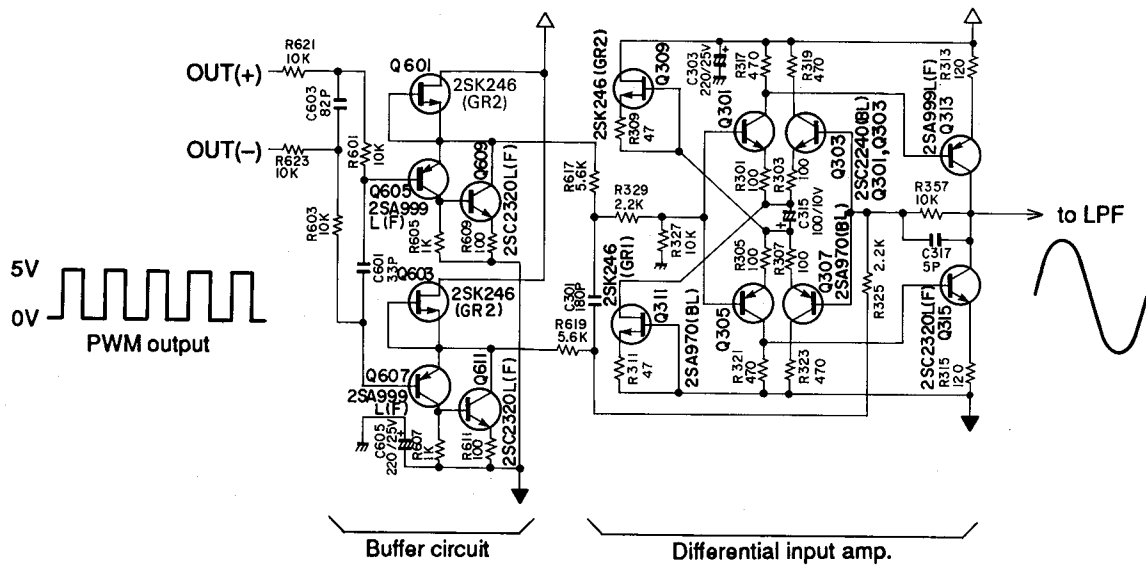 R621
10K
OUT(+)
C603
82P
OUT(-)
R623
10K
R601
10K
R603
10K
Q601
2SK246
(GR2)
Q605
2SA999
L(F)
Q609
2SC2320L(F)
R605
1K
R609
100
C601
33P
Q603
2SK246
(GR2)
Q607
2SA999
L(F)
Q611
2SC2320L(F)
C605
220/25V
+
R607
1K
R611
100
5V
0V
PWM output
Buffer circuit
R617
5.6K
R619
5.6K
C301
180P
R329
2.2K
R327
10K
2SK246(GR2)
Q309
R309
47
2SK246
(GR1)
Q311
R311
47
C303
220/25V
+
R317
470
R319
470
Q301
Q303
2SC2240(BL)
Q301,Q303
R301
100
R303
100
C315
100/10V
+
R305
100
R307
100
Q305
2SA970(BL)
Q307
2SA970(BL)
R321
470
R323
470
R313
120
2SA999L(F)
Q313
R357
10K
C317
5P
R325 2.2K
2SC2320L(F)
Q315
R315
120
to LPF
Differential input amp.